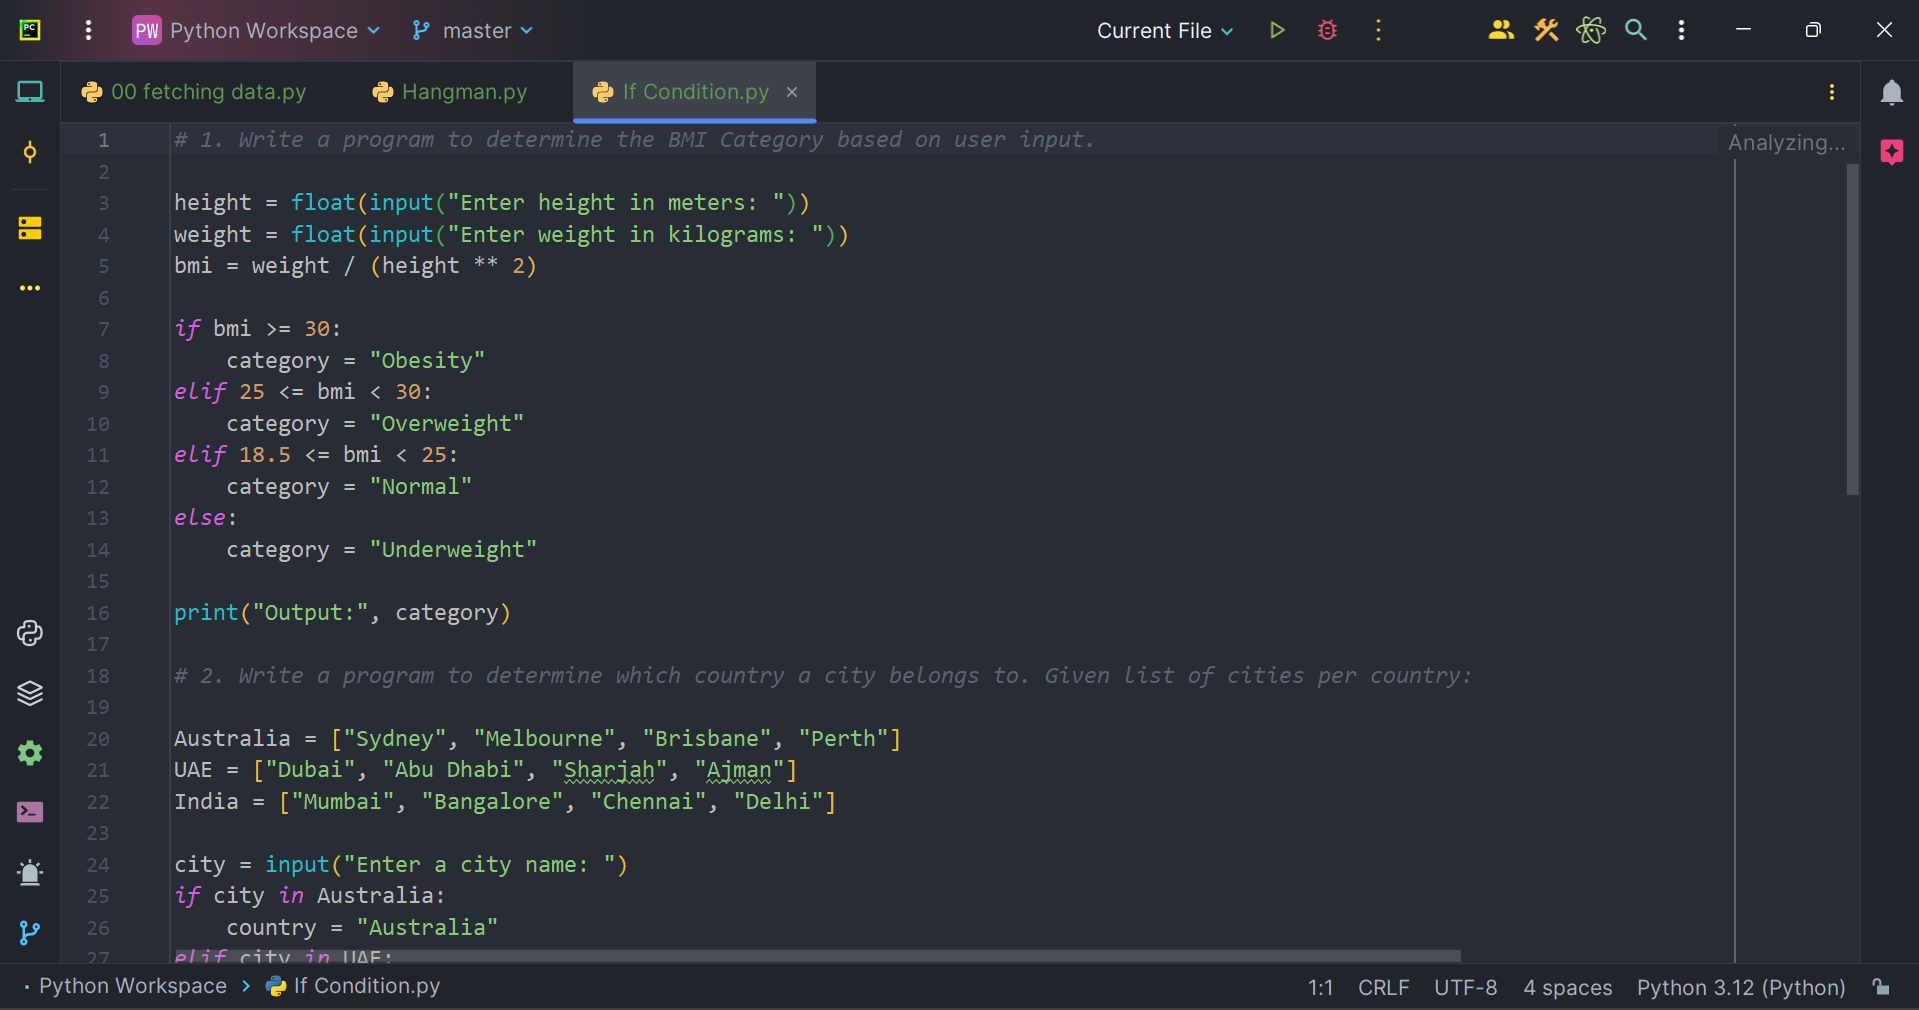 PC PW Python Workspace master Current File
00 fetching data.py Hangman.py If Condition.py
Analyzing...
1 # 1. Write a program to determine the BMI Category based on user input.
2
3 height = float(input("Enter height in meters: "))
4 weight = float(input("Enter weight in kilograms: "))
5 bmi = weight / (height ** 2)
6
7 if bmi >= 30:
8     category = "Obesity"
9 elif 25 <= bmi < 30:
10     category = "Overweight"
11 elif 18.5 <= bmi < 25:
12     category = "Normal"
13 else:
14     category = "Underweight"
15
16 print("Output:", category)
17
18 # 2. Write a program to determine which country a city belongs to. Given list of cities per country:
19
20 Australia = ["Sydney", "Melbourne", "Brisbane", "Perth"]
21 UAE = ["Dubai", "Abu Dhabi", "Sharjah", "Ajman"]
22 India = ["Mumbai", "Bangalore", "Chennai", "Delhi"]
23
24 city = input("Enter a city name: ")
25 if city in Australia:
26     country = "Australia"
27 elif city in UAE:
Python Workspace > If Condition.py 1:1 CRLF UTF-8 4 spaces Python 3.12 (Python)